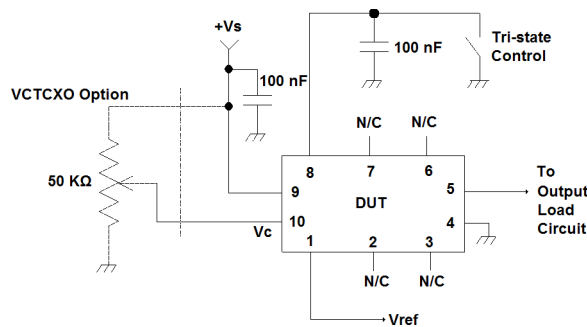 +Vs
100 nF
Tri-state
Control
100 nF
VCTCXO Option
N/C
N/C
50 KΩ
8
7
6
9
10
5
4
DUT
To
Output
Load
Circuit
Vc
1
2
3
N/C
N/C
Vref